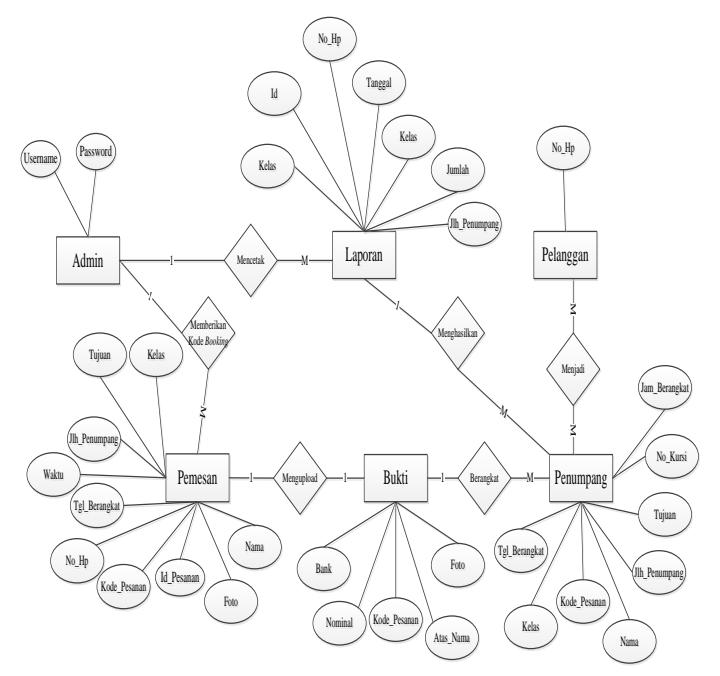 No_Hp
Tanggal
Id
Kelas
Kelas
Jumlah
Jlh_Penumpang
Username
Password
No_Hp
Admin
1
Mencetak
M
Laporan
Pelanggan
1
Memberikan
Kode Booking
M
1
Menghasilkan
M
M
Menjadi
M
Tujuan
Kelas
Jlh_Penumpang
Waktu
Tgl_Berangkat
No_Hp
Kode_Pesanan
Id_Pesanan
Foto
Nama
Pemesan
1
Mengupload
1
Bukti
1
Berangkat
M
Penumpang
Jam_Berangkat
No_Kursi
Tujuan
Jlh_Penumpang
Nama
Kode_Pesanan
Kelas
Tgl_Berangkat
Bank
Nominal
Kode_Pesanan
Atas_Nama
Foto